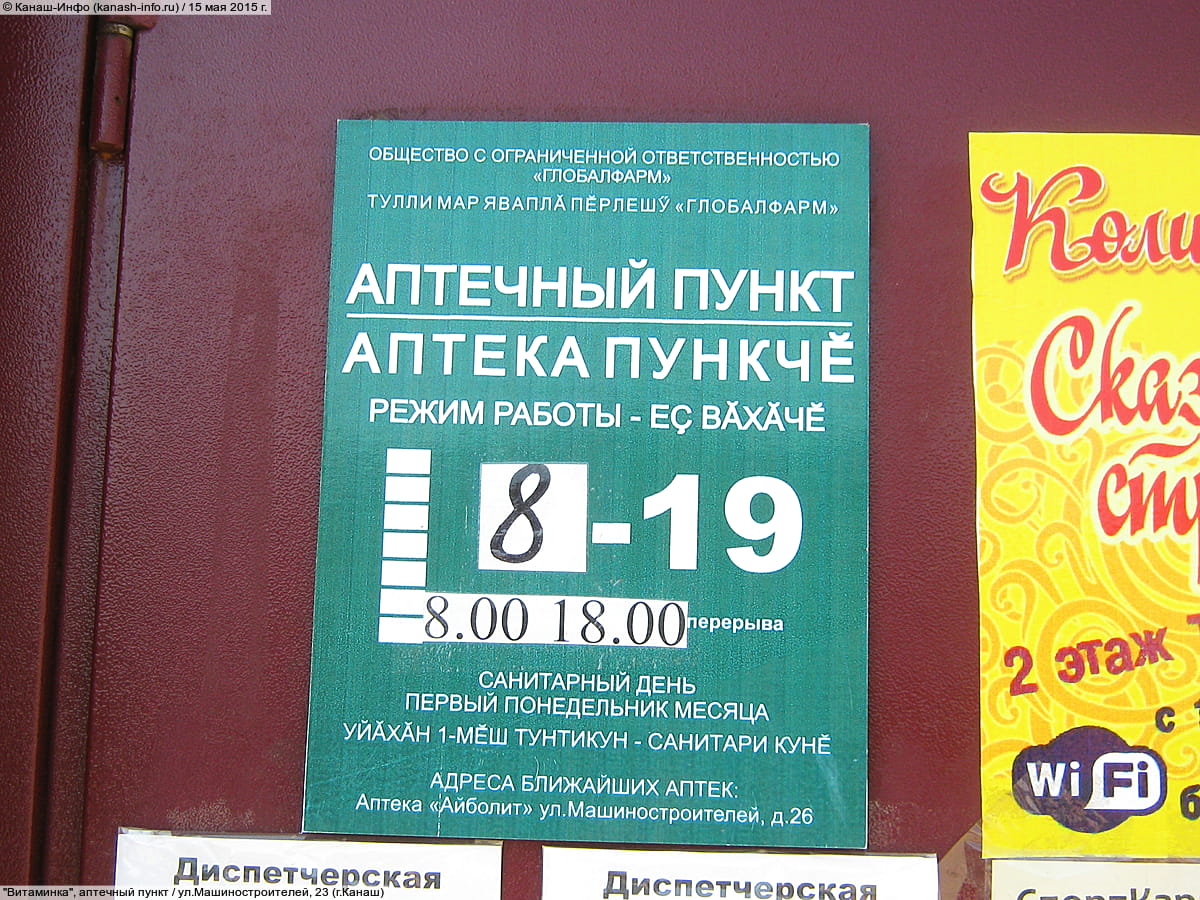 © Канаш-Инфо (kanash-info.ru) / 15 мая 2015 г.
ОБЩЕСТВО С ОГРАНИЧЕННОЙ ОТВЕТСТВЕННОСТЬЮ
«ГЛОБАЛФАРМ»
ТУЛЛИ МАР ЯВАПЛĂ ПĔРЛЕШӲ «ГЛОБАЛФАРМ»
АПТЕЧНЫЙ ПУНКТ
АПТЕКА ПУНКЧĔ
РЕЖИМ РАБОТЫ - ЕÇ ВĂХĂЧĔ
8-19
8.00 18.00 перерыва
САНИТАРНЫЙ ДЕНЬ
ПЕРВЫЙ ПОНЕДЕЛЬНИК МЕСЯЦА
УЙĂХĂН 1-МĔШ ТУНТИКУН - САНИТАРИ КУНĔ
АДРЕСА БЛИЖАЙШИХ АПТЕК:
Аптека «Айболит» ул.Машиностроителей, д.26
2 этаж
с
Wi Fi
Диспетчерская
Диспетчерская
"Витаминка", аптечный пункт / ул.Машиностроителей, 23 (г.Канаш)